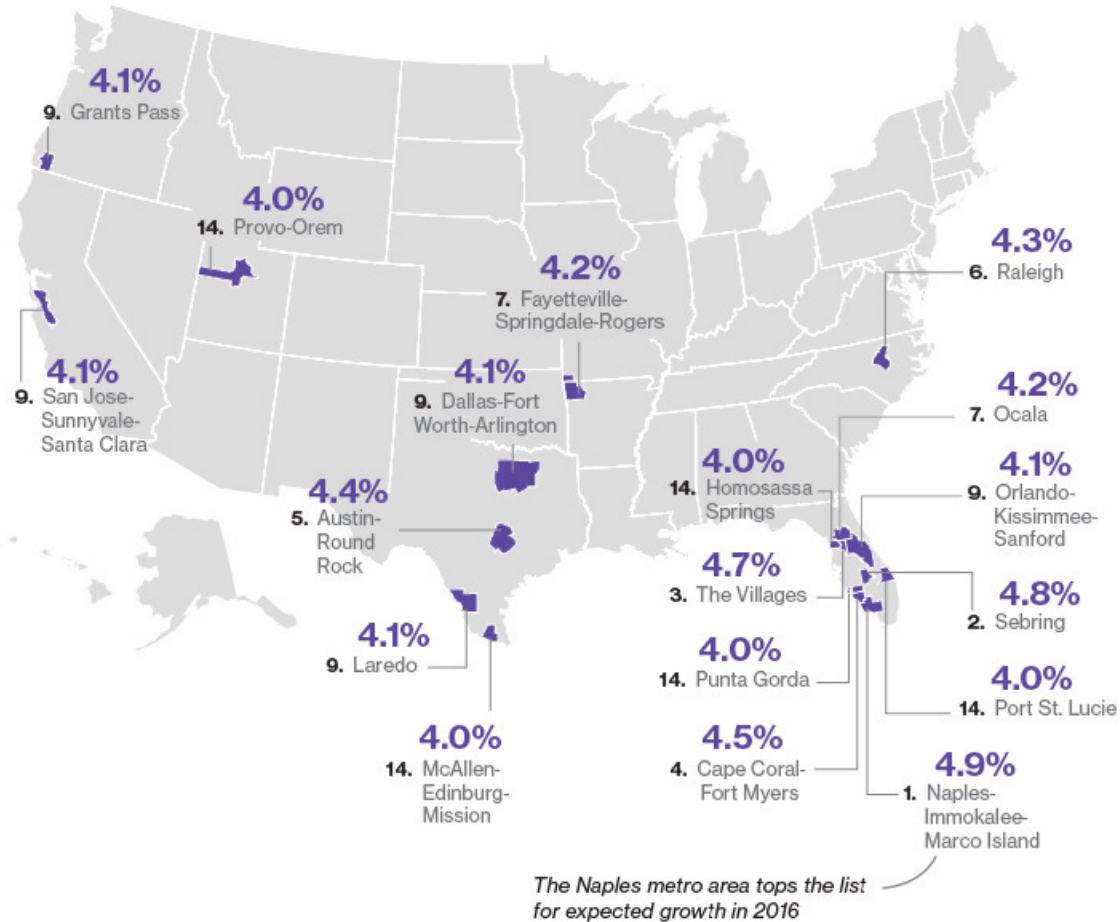 4.1%
9. Grants Pass
4.0%
14. Provo-Orem
4.2%
7. Fayetteville-
Springdale-Rogers
4.3%
6. Raleigh
4.1%
9. San Jose-
Sunnyvale-
Santa Clara
4.1%
9. Dallas-Fort
Worth-Arlington
4.2%
7. Ocala
4.4%
5. Austin-
Round
Rock
4.0%
14. Homosassa
Springs
4.1%
9. Orlando-
Kissimmee-
Sanford
4.7%
3. The Villages
4.8%
2. Sebring
4.1%
9. Laredo
4.0%
14. Punta Gorda
4.0%
14. Port St. Lucie
4.0%
14. McAllen-
Edinburg-
Mission
4.5%
4. Cape Coral-
Fort Myers
4.9%
1. Naples-
Immokalee-
Marco Island
The Naples metro area tops the list
for expected growth in 2016